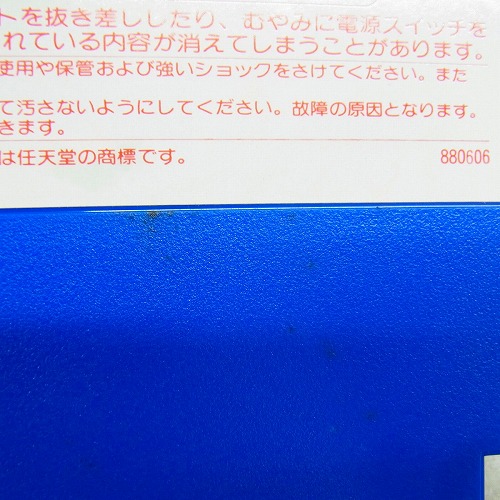 トを抜き差ししたり、むやみに電源スイッチを
れている内容が消えてしまうことがあります。
使用や保管および強いショックをさけてください。また
て汚さないようにしてください。故障の原因となります。
きます。
は任天堂の商標です。 880606